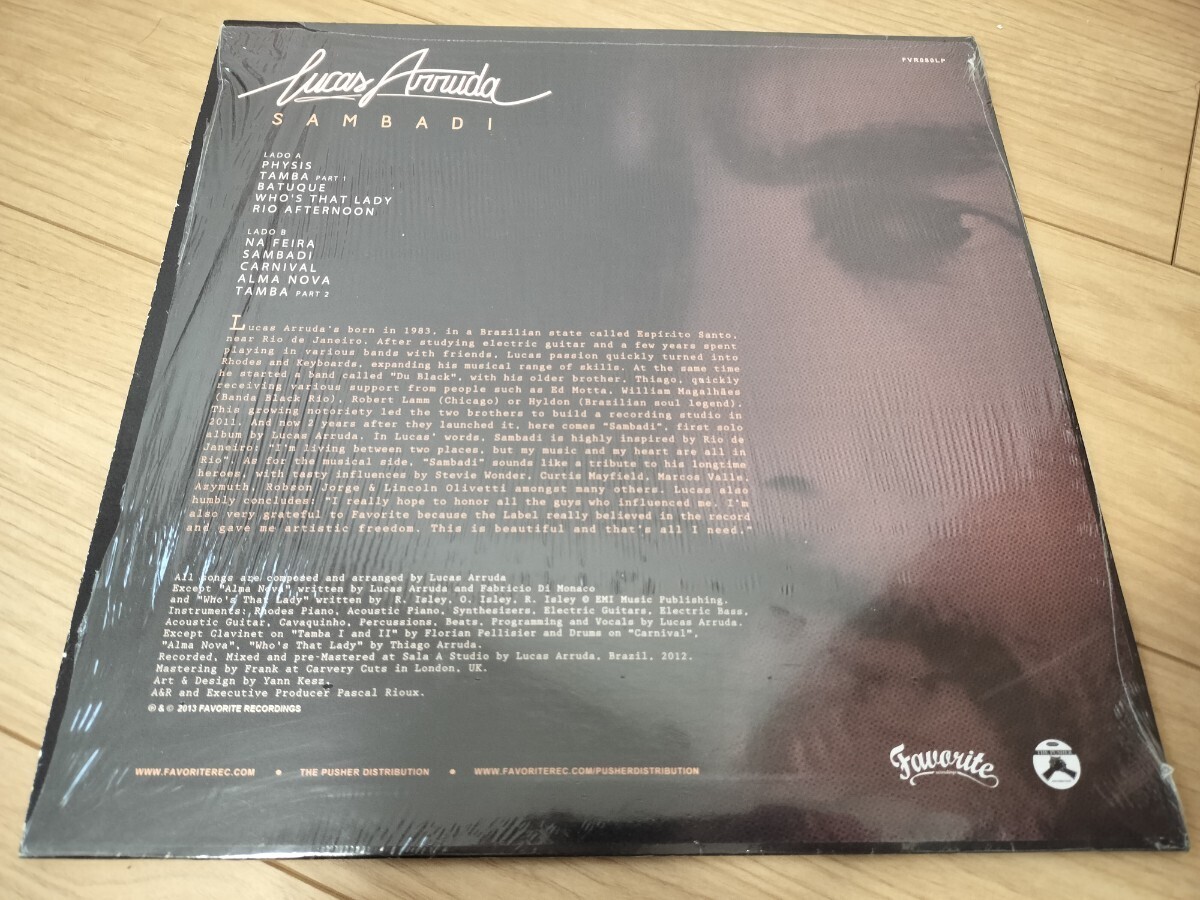 Lucas Arruda
SAMBADI
FVR080LP
LADO A
PHYSIS
TAMBA PART 1
BATUQUE
WHO'S THAT LADY
RIO AFTERNOON
LADO B
NA FEIRA
SAMBADI
CARNIVAL
ALMA NOVA
TAMBA PART 2
Lucas Arruda's born in 1983, in a Brazilian state called Espírito Santo,
near Rio de Janeiro. After studying electric guitar and a few years spent
playing in various bands with friends, Lucas passion quickly turned into
Rhodes and Keyboards, expanding his musical range of skills. At the same time
he started a band called "Du Black", with his older brother, Thiago, quickly
receiving various support from people such as Ed Motta, William Magalhães
(Banda Black Rio), Robert Lamm (Chicago) or Hyldon (Brazilian soul legend).
This growing notoriety led the two brothers to build a recording studio in
2011. And now 2 years after they launched it, here comes "Sambadi", first solo
album by Lucas Arruda. In Lucas' words, Sambadi is highly inspired by Rio de
Janeiro: "I'm living between two places, but my music and my heart are all in
Rio". As for the musical side, "Sambadi" sounds like a tribute to his longtime
heroes, with tasty influences by Stevie Wonder, Curtis Mayfield, Marcos Valle,
Azymuth, Robson Jorge & Lincoln Olivetti amongst many others. Lucas also
humbly concludes: "I really hope to honor all the guys who influenced me. I'm
also very grateful to Favorite because the Label really believed in the record
and gave me artistic freedom. This is beautiful and that's all I need."
All songs are composed and arranged by Lucas Arruda
Except "Alma Nova" written by Lucas Arruda and Fabricio Di Monaco
and "Who's That Lady" written by R. Isley, O. Isley, R. Isley © EMI Music Publishing.
Instruments: Rhodes Piano, Acoustic Piano, Synthesizers, Electric Guitars, Electric Bass,
Acoustic Guitar, Cavaquinho, Percussions, Beats, Programming and Vocals by Lucas Arruda.
Except Clavinet on "Tamba I and II" by Florian Pellisier and Drums on "Carnival",
"Alma Nova", "Who's That Lady" by Thiago Arruda.
Recorded, Mixed and pre-Mastered at Sala A Studio by Lucas Arruda, Brazil, 2012.
Mastering by Frank at Carvery Cuts in London, UK.
Art & Design by Yann Kesz.
A&R and Executive Producer Pascal Rioux.
℗ & © 2013 FAVORITE RECORDINGS
WWW.FAVORITEREC.COM • THE PUSHER DISTRIBUTION • WWW.FAVORITEREC.COM/PUSHERDISTRIBUTION
Favorite
THE PUSHER